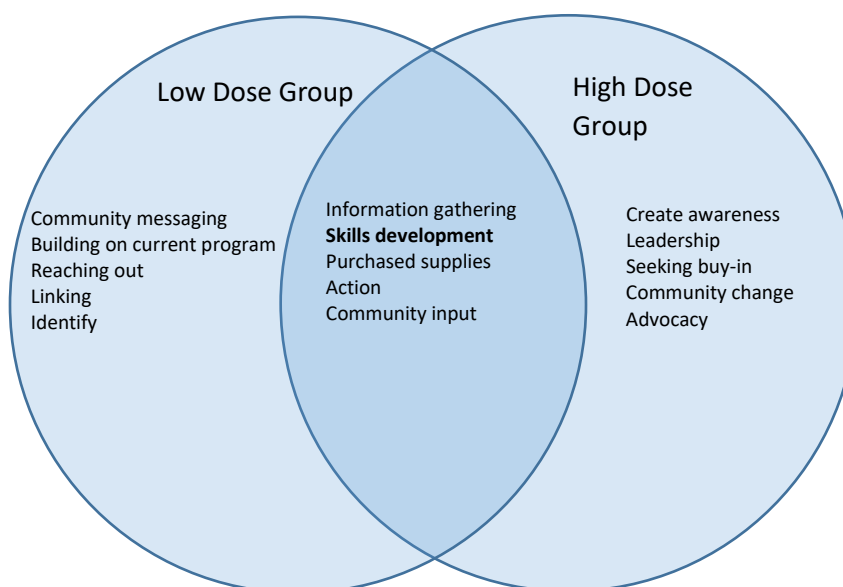 Low Dose Group
Community messaging
Building on current program
Reaching out
Linking
Identify
Information gathering
Skills development
Purchased supplies
Action
Community input
High Dose
Group
Create awareness
Leadership
Seeking buy-in
Community change
Advocacy